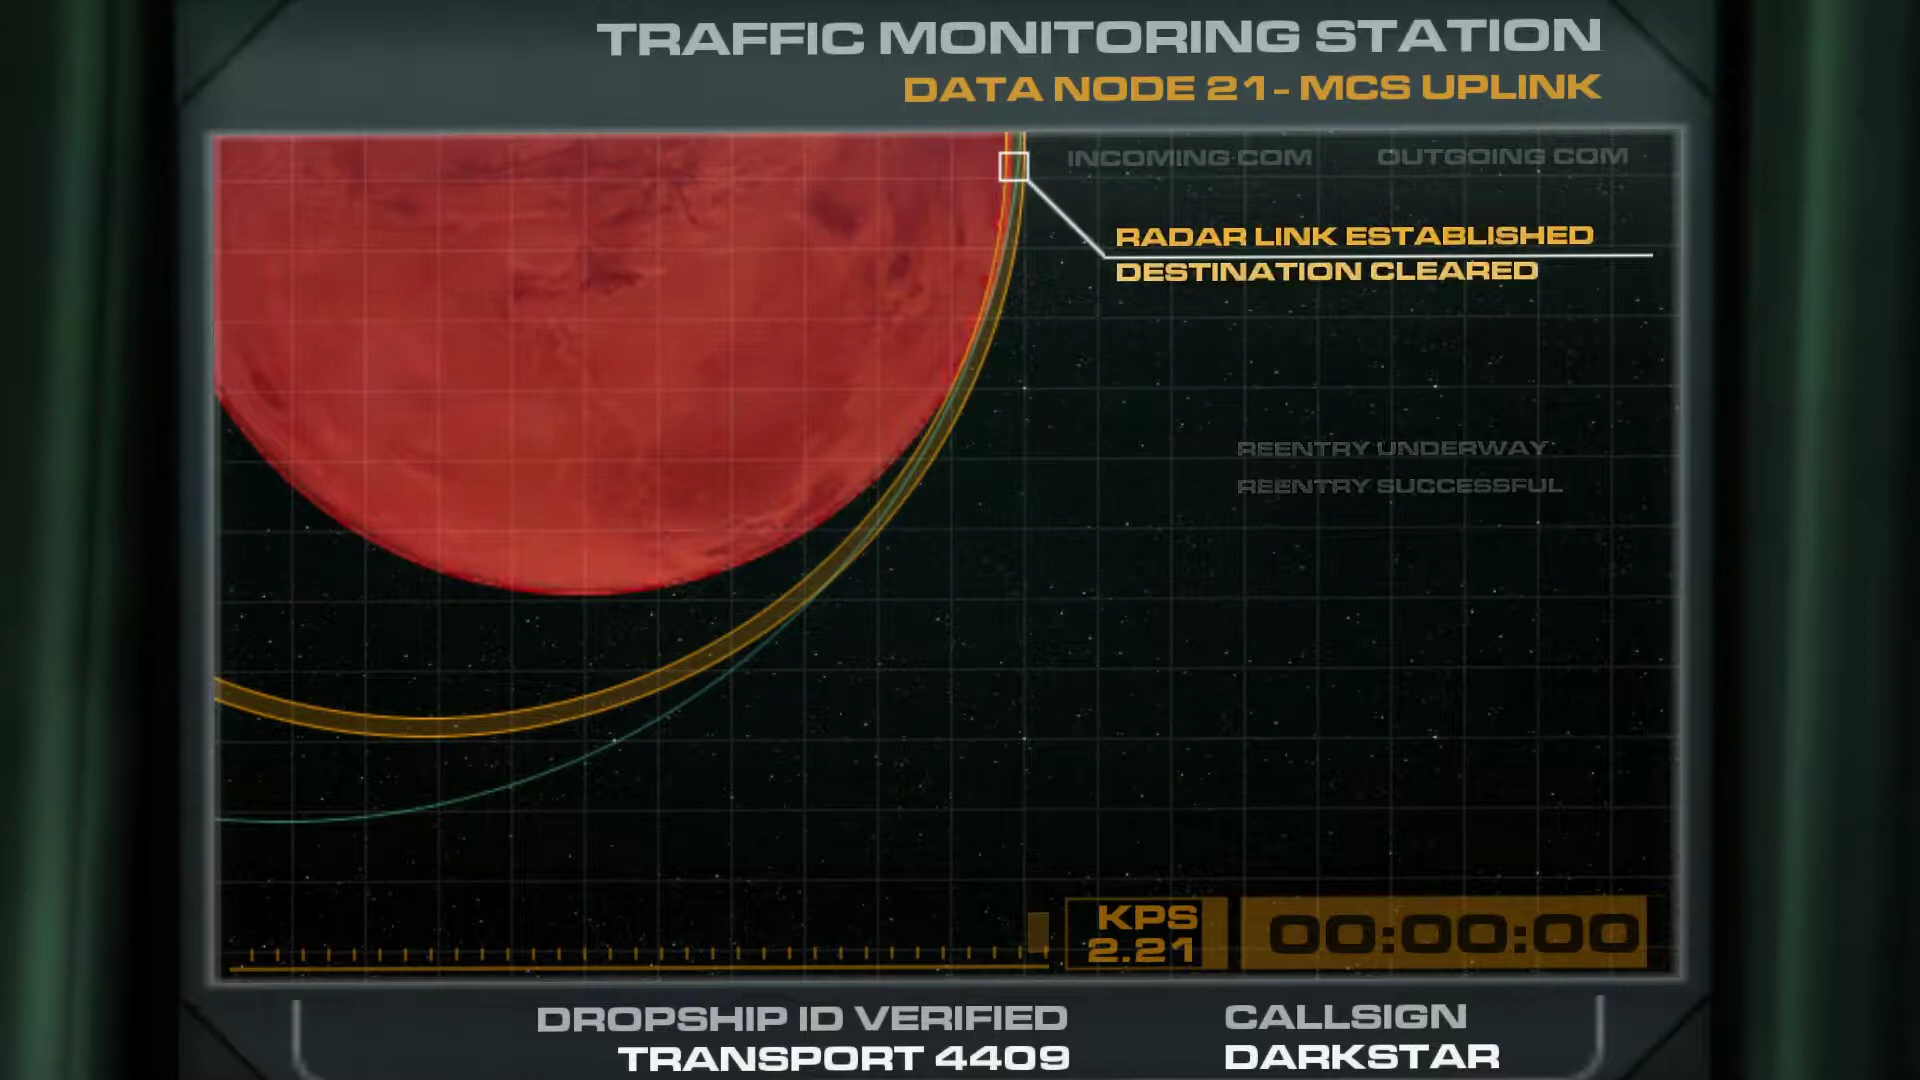 TRAFFIC MONITORING STATION
DATA NODE 21- MCS UPLINK
INCOMING COM OUTGOING COM
RADAR LINK ESTABLISHED
DESTINATION CLEARED
REENTRY UNDERWAY
REENTRY SUCCESSFUL
KPS
2.21
00:00:00
DROPSHIP ID VERIFIED
TRANSPORT 4409
CALLSIGN
DARKSTAR